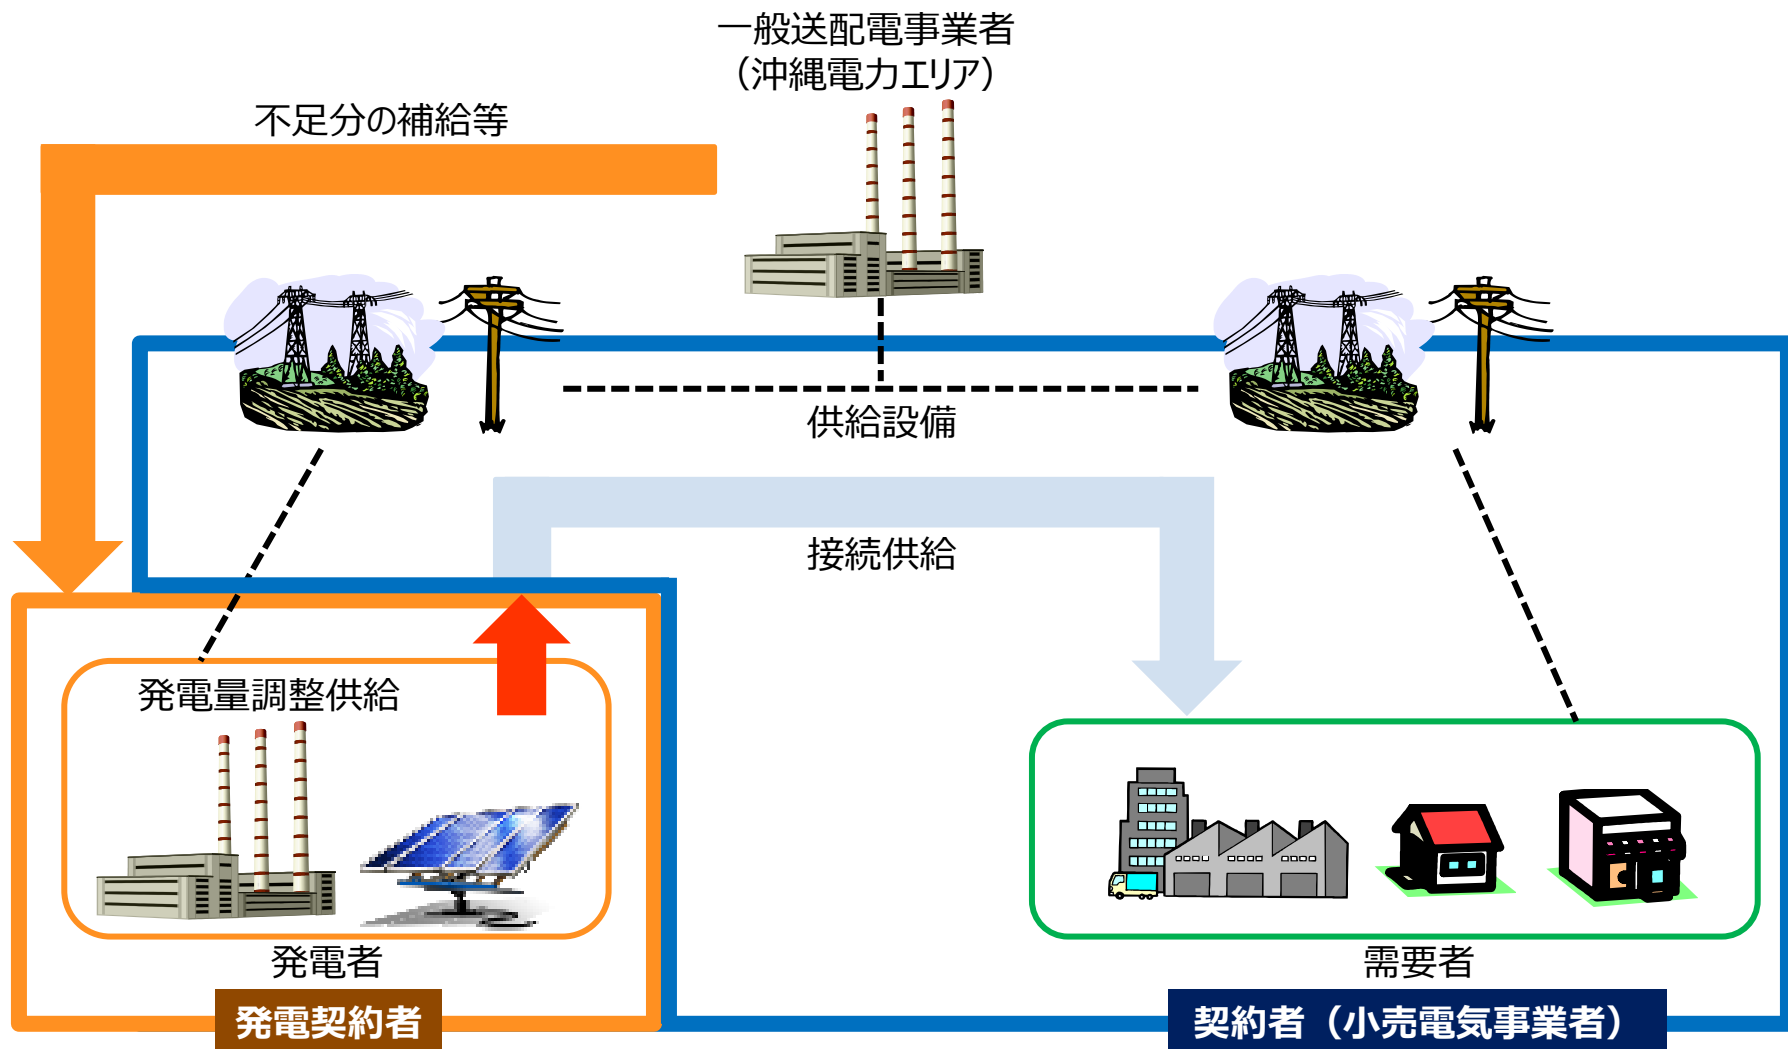 一般送配電事業者
（沖縄電力エリア）
不足分の補給等
供給設備
接続供給
発電量調整供給
発電者
需要者
発電契約者
契約者（小売電気事業者）